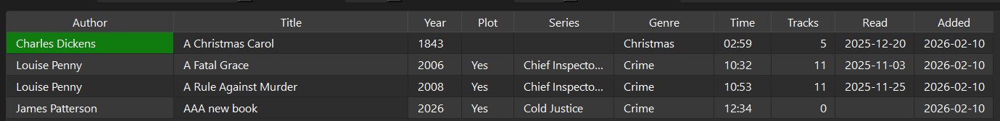 Author Title Year Plot Series Genre Time Tracks Read Added
Charles Dickens A Christmas Carol 1843 Christmas 02:59 5 2025-12-20 2026-02-10
Louise Penny A Fatal Grace 2006 Yes Chief Inspecto... Crime 10:32 11 2025-11-03 2026-02-10
Louise Penny A Rule Against Murder 2008 Yes Chief Inspecto... Crime 10:53 11 2025-11-25 2026-02-10
James Patterson AAA new book 2026 Yes Cold Justice Crime 12:34 0 2026-02-10